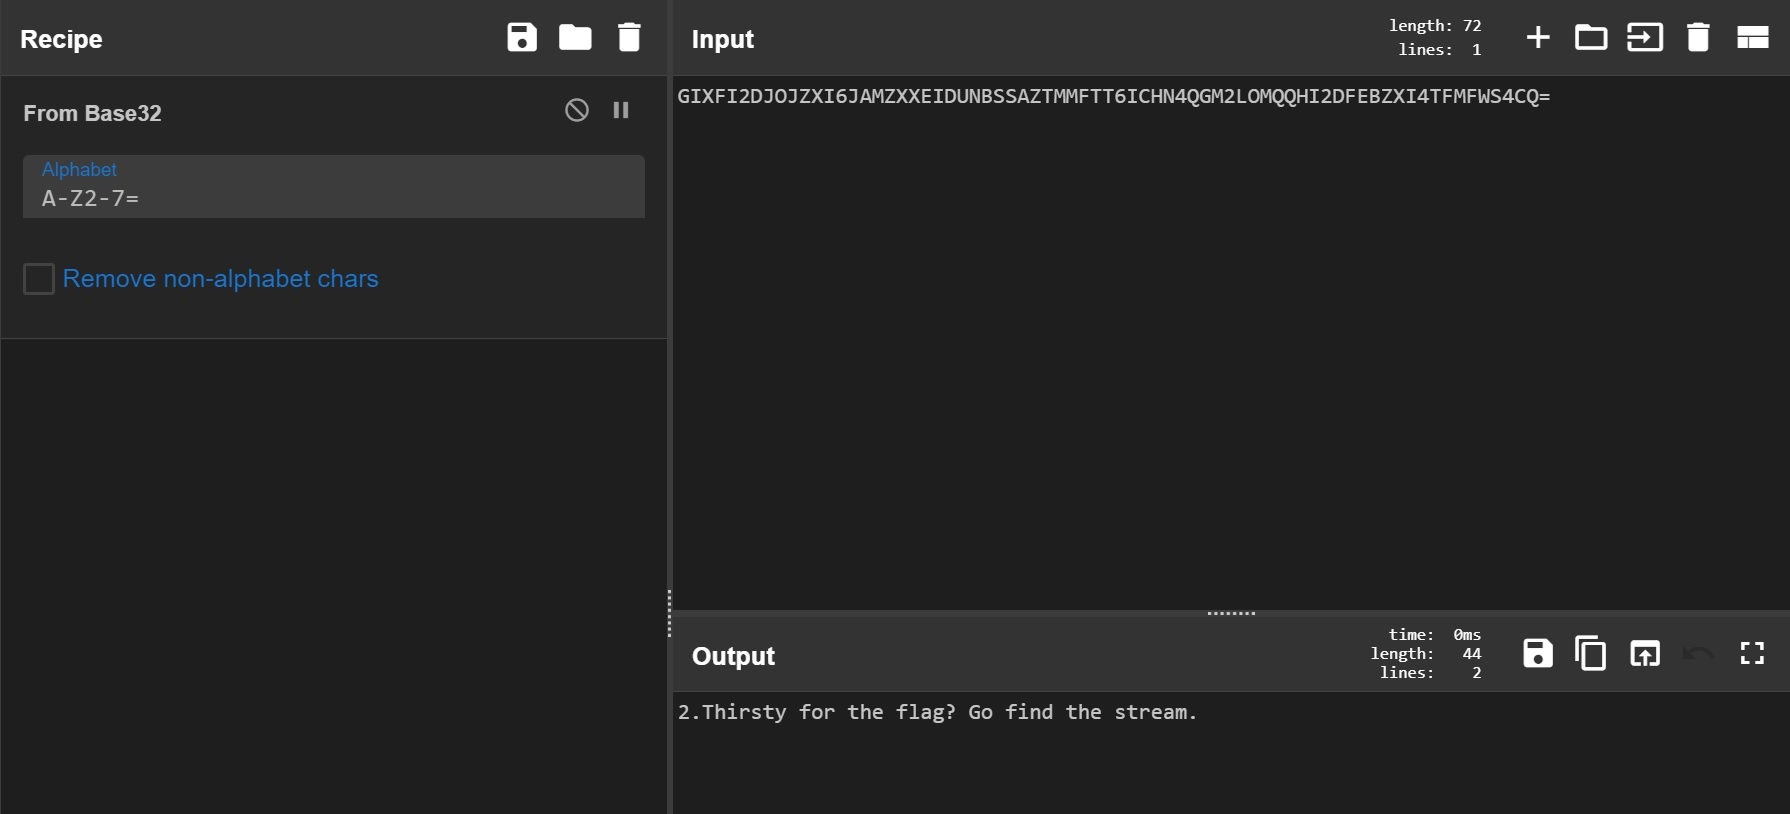 Recipe
From Base32
Alphabet
A-Z2-7=
Remove non-alphabet chars
Input
length: 72
lines: 1
GIXFI2DJOJZXI6JAMZXXEIDUNBSSAZTMMFTT6ICHN4QGM2LOMQQHI2DFEBZXI4TFMFWS4CQ=
Output
time: 0ms
length: 44
lines: 2
2.Thirsty for the flag? Go find the stream.